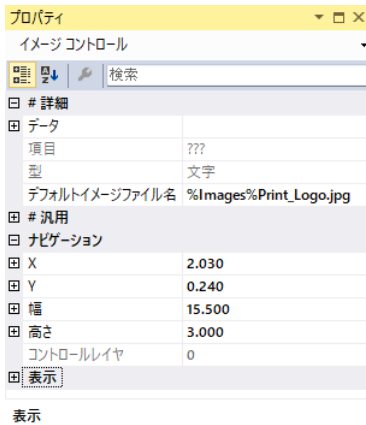 プロパティ
イメージ コントロール
検索
# 詳細
データ
項目 ???
型 文字
デフォルトイメージファイル名 %Images%Print_Logo.jpg
# 汎用
ナビゲーション
X 2.030
Y 0.240
幅 15.500
高さ 3.000
コントロールレイヤ 0
表示
表示